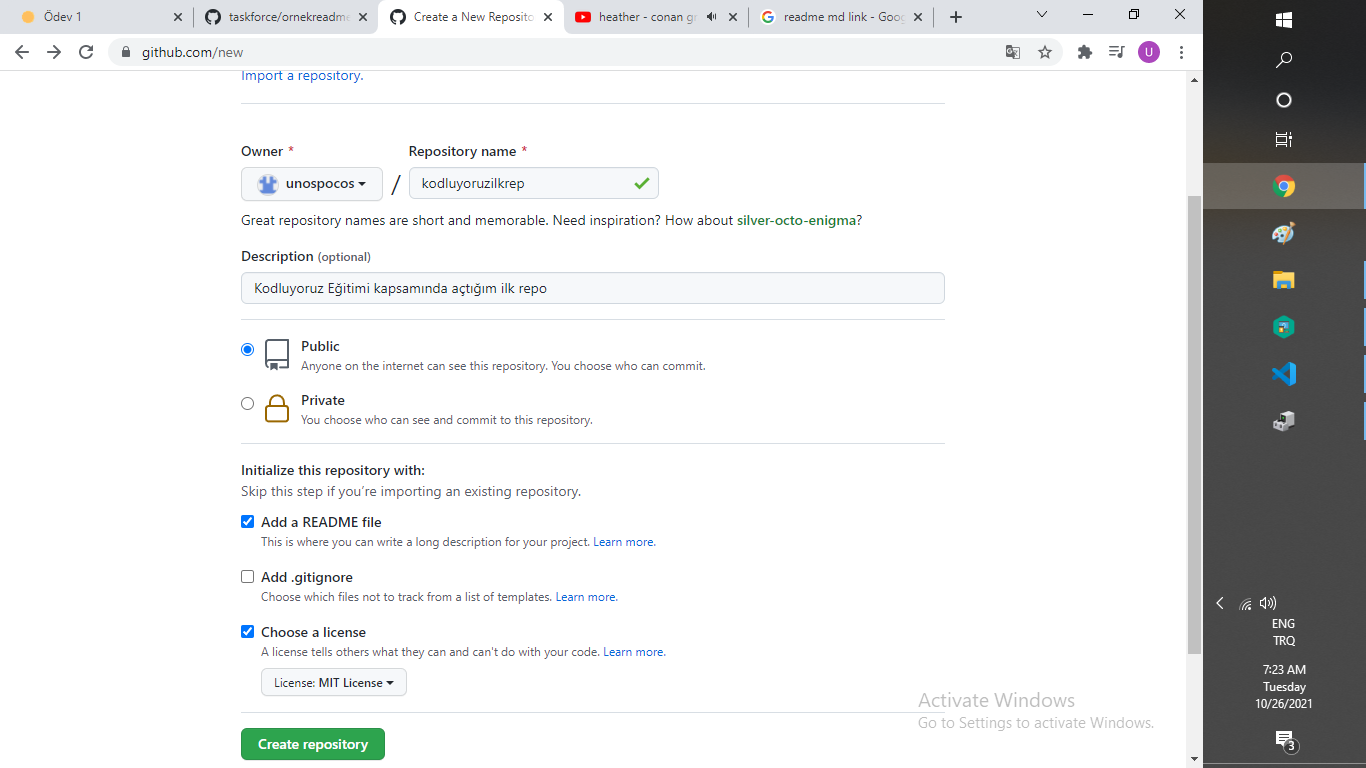 Ödev 1
taskforce/ornekreadme
Create a New Reposito
heather - conan gr
readme md link - Goog
github.com/new
U
Import a repository.
Owner *
Repository name *
unospocos
/
kodluyoruzilkrep
Great repository names are short and memorable. Need inspiration? How about silver-octo-enigma?
Description (optional)
Kodluyoruz Eğitimi kapsamında açtığım ilk repo
Public
Anyone on the internet can see this repository. You choose who can commit.
Private
You choose who can see and commit to this repository.
Initialize this repository with:
Skip this step if you're importing an existing repository.
Add a README file
This is where you can write a long description for your project. Learn more.
Add .gitignore
Choose which files not to track from a list of templates. Learn more.
Choose a license
A license tells others what they can and can't do with your code. Learn more.
License: MIT License
Create repository
Activate Windows
Go to Settings to activate Windows.
ENG
TRQ
7:23 AM
Tuesday
10/26/2021
3